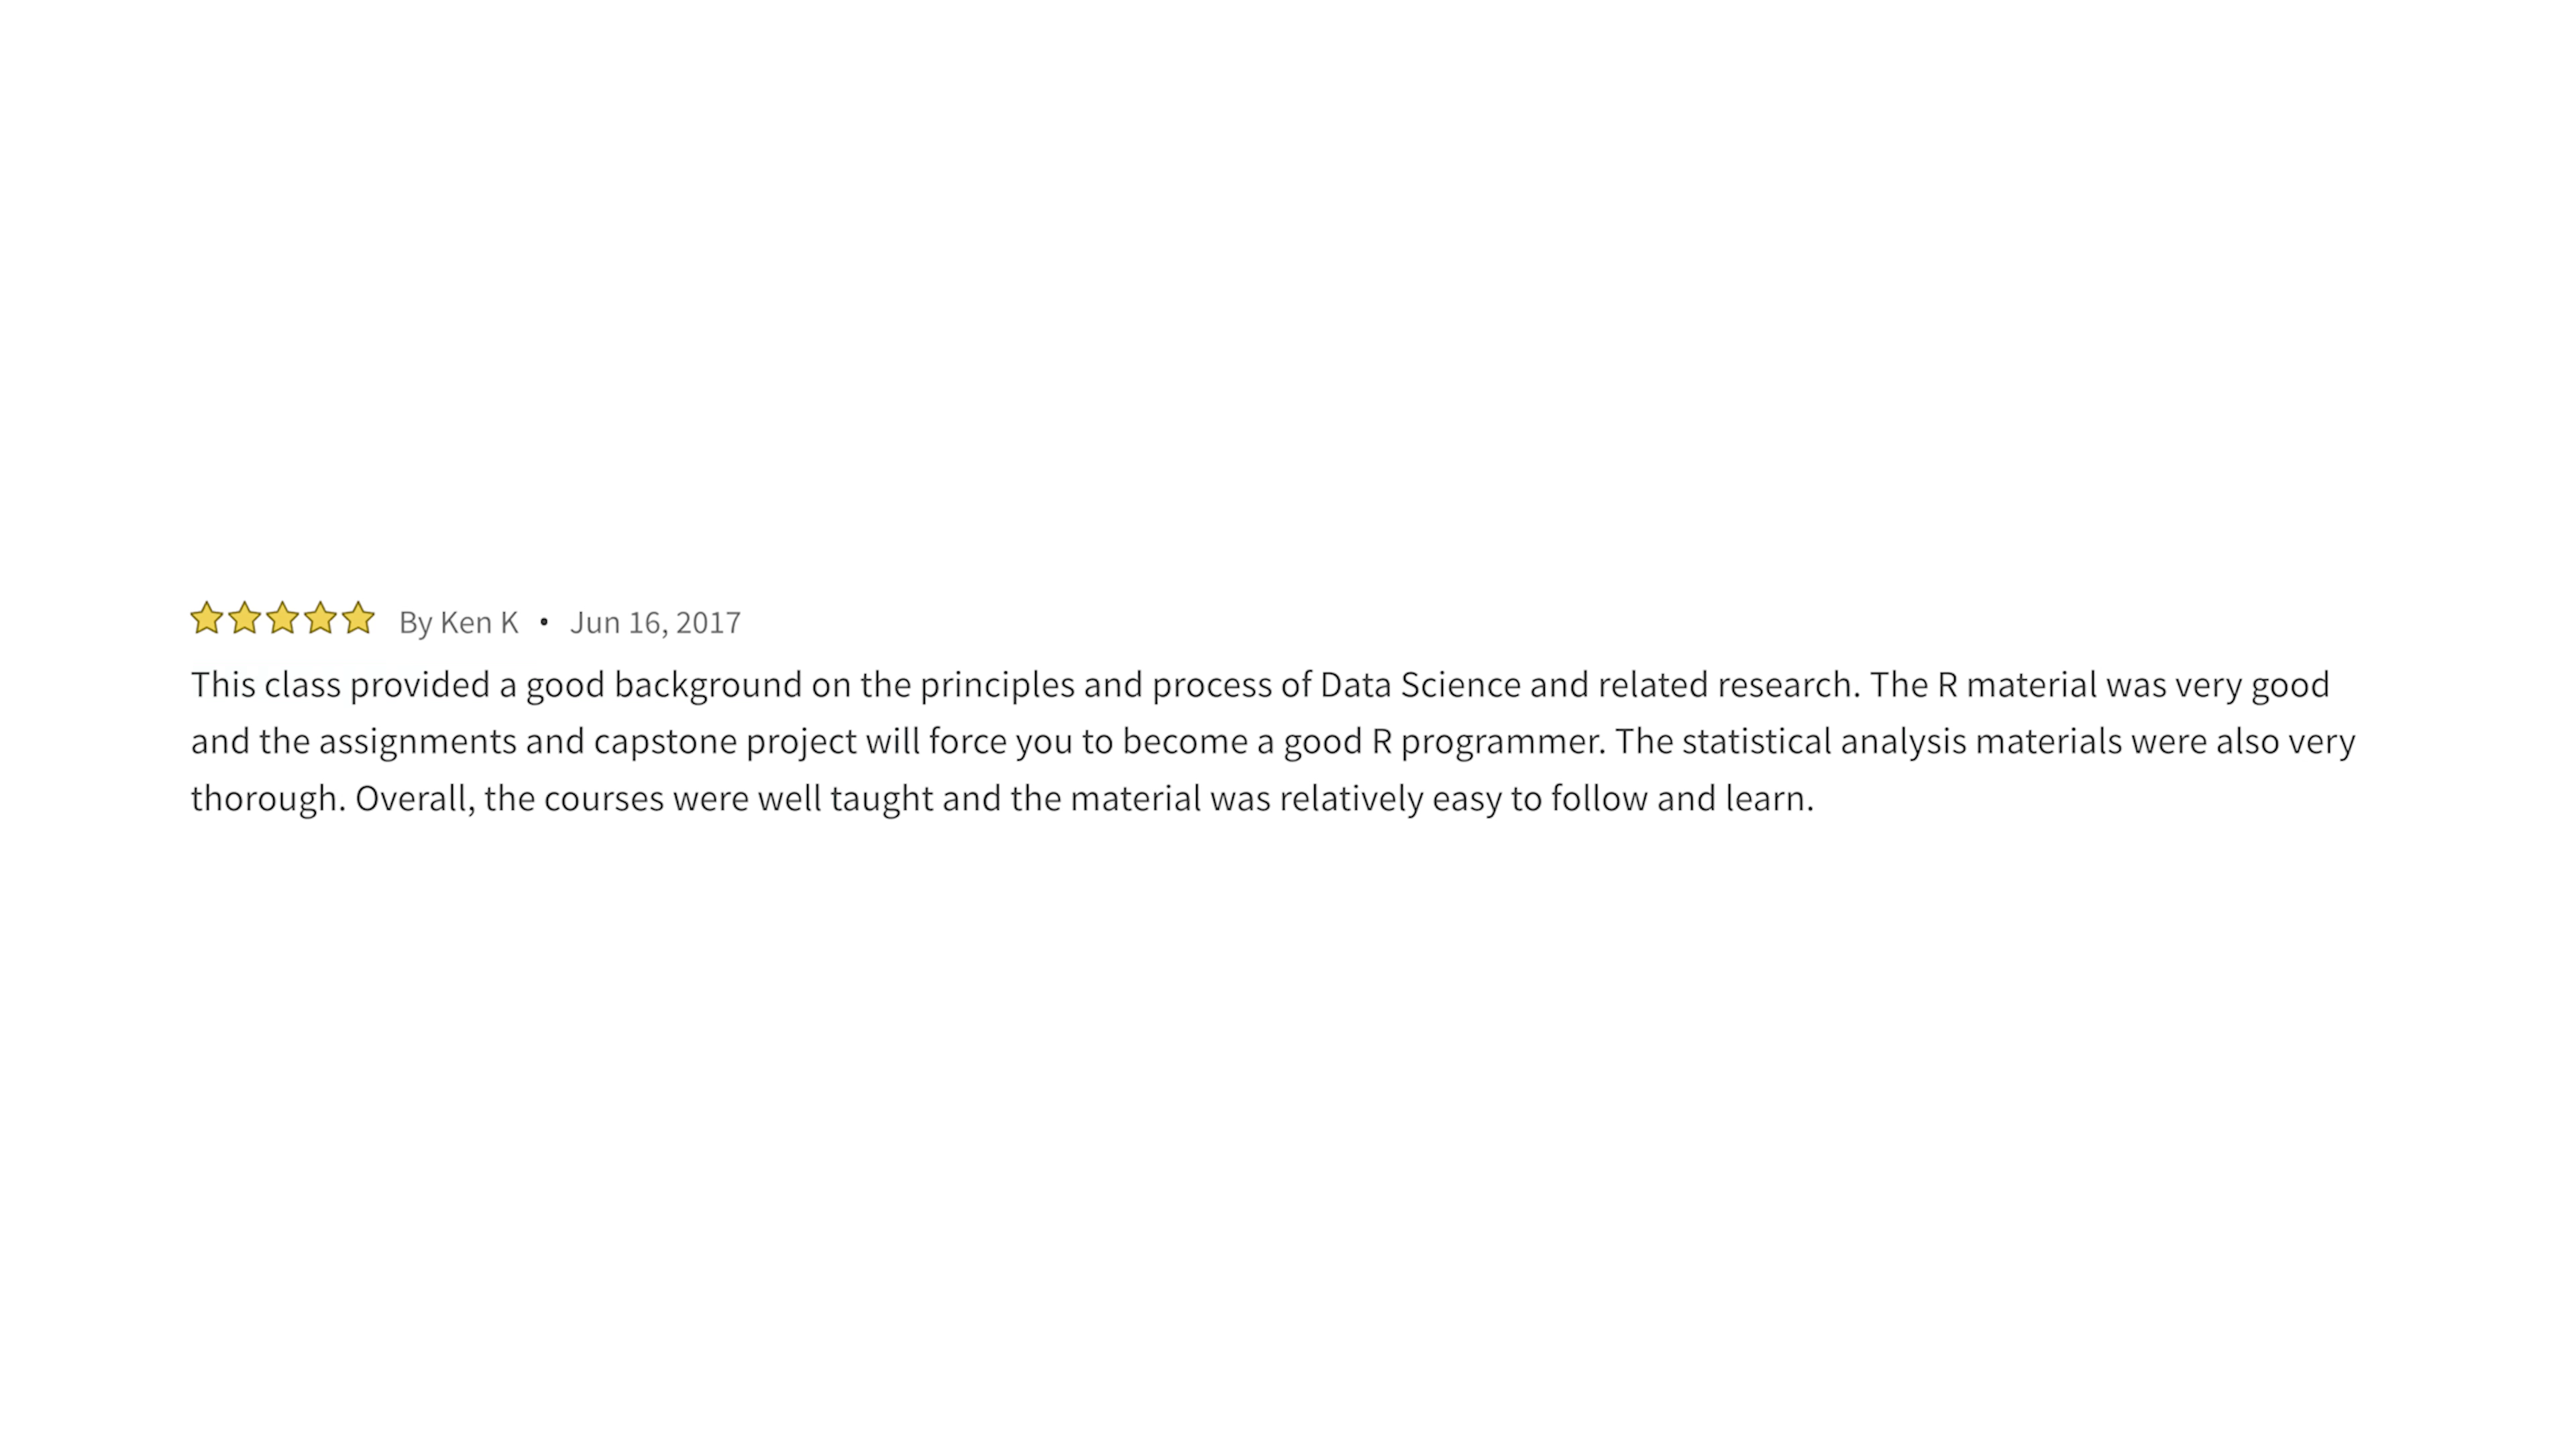 By Ken K • Jun 16, 2017
This class provided a good background on the principles and process of Data Science and related research. The R material was very good
and the assignments and capstone project will force you to become a good R programmer. The statistical analysis materials were also very
thorough. Overall, the courses were well taught and the material was relatively easy to follow and learn.